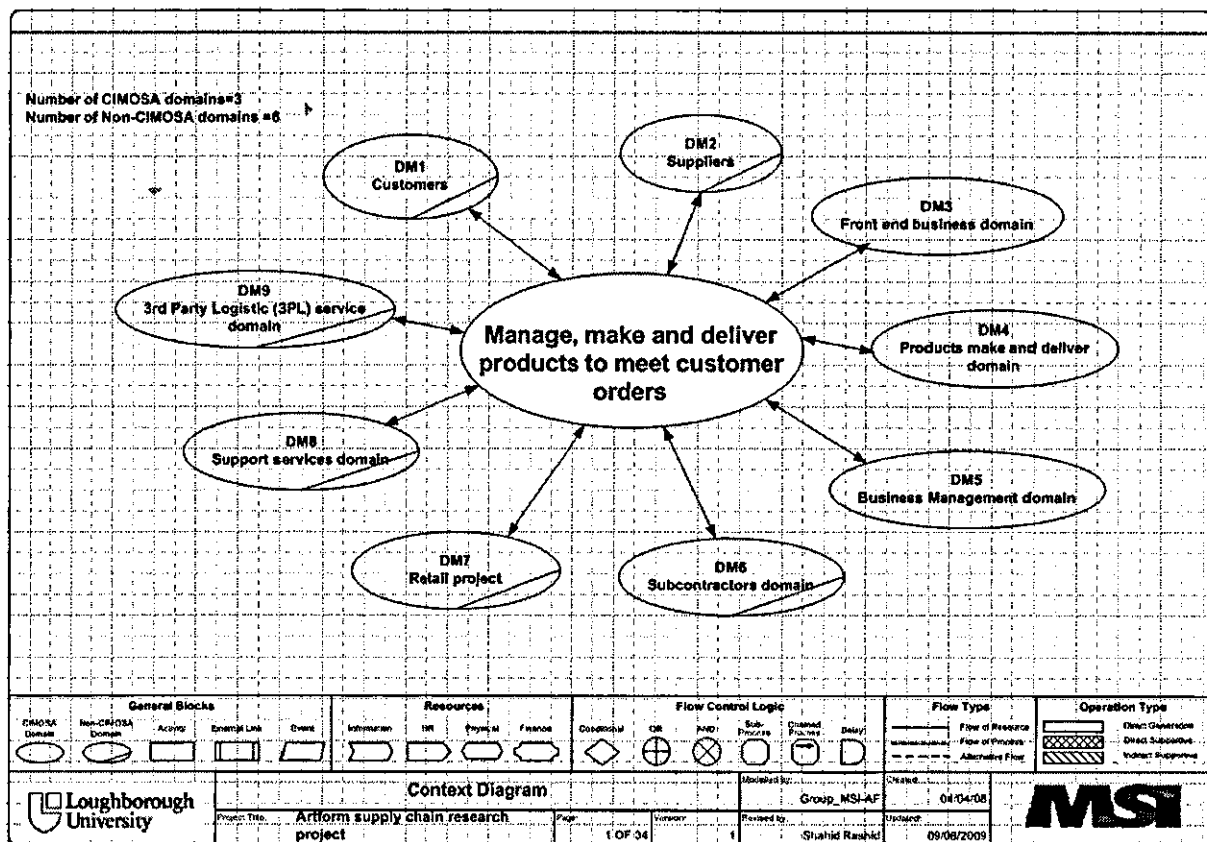 Number of CIMOSA domains=3
Number of Non-CIMOSA domains =6
DM1
Customers
DM2
Suppliers
DM3
Front end business domain
DM9
3rd Party Logistic (3PL) service
domain
Manage, make and deliver
products to meet customer
orders
DM4
Products make and deliver
domain
DM8
Support services domain
DM5
Business Management domain
DM7
Retail project
DM6
Subcontractors domain
General Blocks
CIMOSA
Domain
Non-CIMOSA
Domain
Activity
External Link
Event
Resources
Information
HR
Physical
Finance
Flow Control Logic
Conditional
OR
AND
Sub-
Process
Process
Delay
Flow Type
Flow of Resource
Flow of Process
Alternative Flow
Operation Type
Direct Generative
Direct Supportive
Indirect Supportive
Loughborough
University
Context Diagram
Modelled by:
Group_MSI-AF
Created:
04/04/08
Project Title:
Artform supply chain research
project
Page:
1 OF 34
Version:
1
Revised by:
Shahid Rashid
Updated:
09/06/2009
MSI